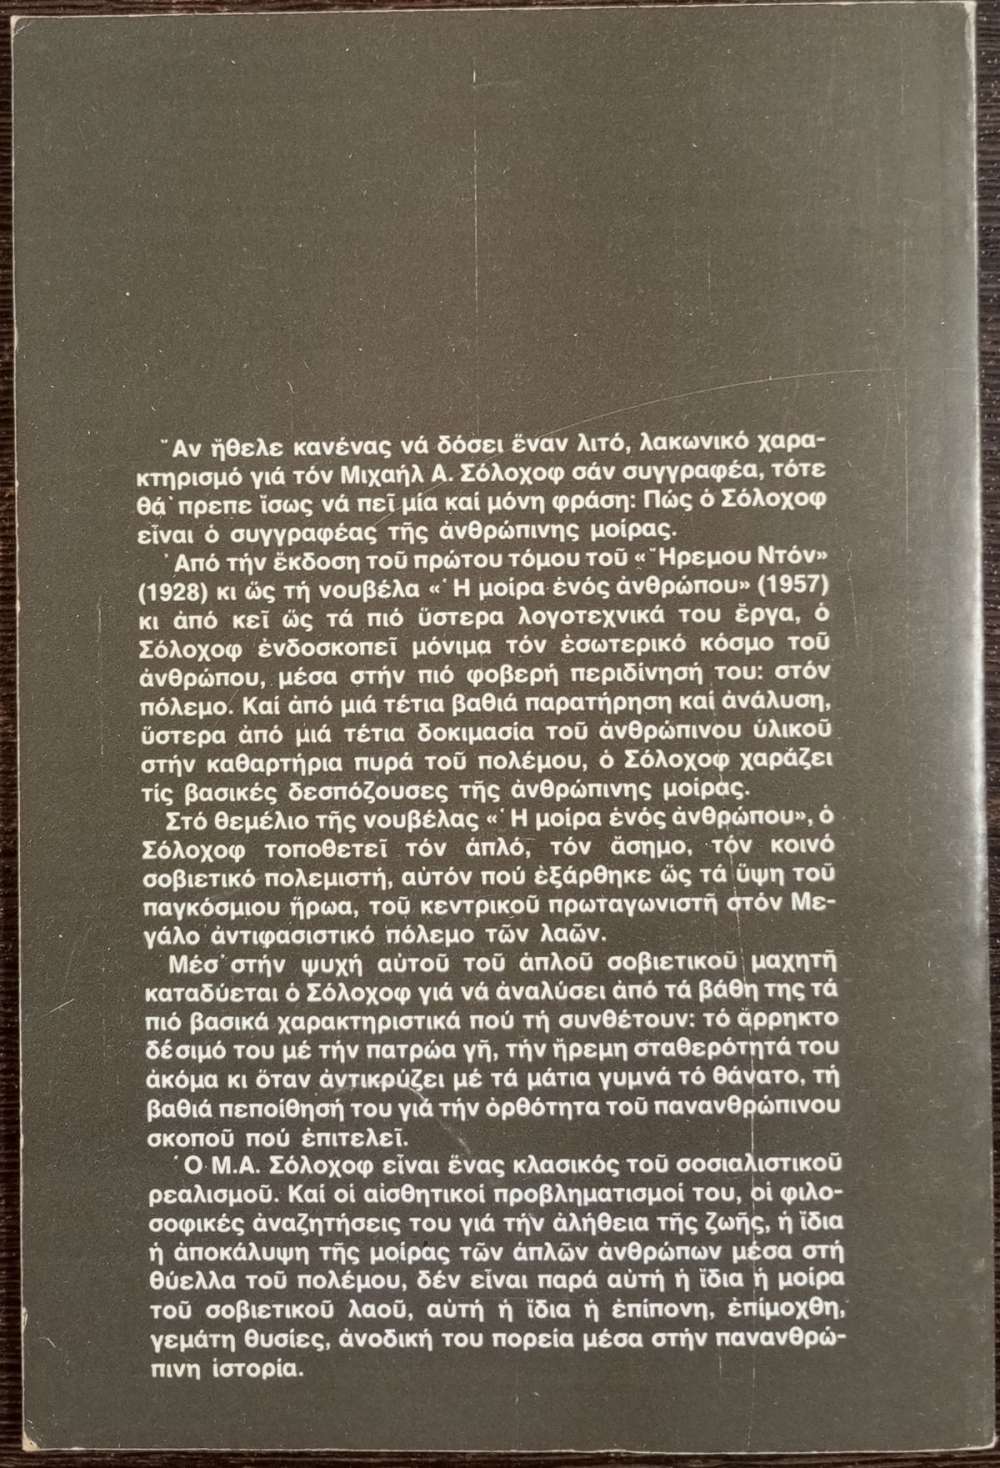 Ἄν ἤθελε κανένας νά δόσει ἕναν λιτό, λακωνικό χαρα-
κτηρισμό γιά τόν Μιχαήλ Α. Σόλοχοφ σάν συγγραφέα, τότε
θά ’πρεπε ἴσως νά πεῖ μία καί μόνη φράση: Πώς ὁ Σόλοχοφ
εἶναι ὁ συγγραφέας τῆς ἀνθρώπινης μοίρας.
Ἀπό τήν ἔκδοση τοῦ πρώτου τόμου τοῦ «Ἤρεμου Ντόν»
(1928) κι ὥς τή νουβέλα «Ἡ μοίρα ἑνός ἀνθρώπου» (1957)
κι ἀπό κεῖ ὥς τά πιό ὕστερα λογοτεχνικά του ἔργα, ὁ
Σόλοχοφ ἐνδοσκοπεῖ μόνιμα τόν ἐσωτερικό κόσμο τοῦ
ἀνθρώπου, μέσα στήν πιό φοβερή περιδίνησή του: στόν
πόλεμο. Καί ἀπό μιά τέτια βαθιά παρατήρηση καί ἀνάλυση,
ὕστερα ἀπό μιά τέτια δοκιμασία τοῦ ἀνθρώπινου ὑλικοῦ
στήν καθαρτήρια πυρά τοῦ πολέμου, ὁ Σόλοχοφ χαράζει
τίς βασικές δεσπόζουσες τῆς ἀνθρώπινης μοίρας.
Στό θεμέλιο τῆς νουβέλας «Ἡ μοίρα ἑνός ἀνθρώπου», ὁ
Σόλοχοφ τοποθετεῖ τόν ἁπλό, τόν ἄσημο, τόν κοινό
σοβιετικό πολεμιστή, αὐτόν πού ἐξάρθηκε ὥς τά ὕψη τοῦ
παγκόσμιου ἥρωα, τοῦ κεντρικοῦ πρωταγωνιστῆ στόν Με-
γάλο ἀντιφασιστικό πόλεμο τῶν λαῶν.
Μέσ’ στήν ψυχή αὐτοῦ τοῦ ἁπλοῦ σοβιετικοῦ μαχητῆ
καταδύεται ὁ Σόλοχοφ γιά νά ἀναλύσει ἀπό τά βάθη της τά
πιό βασικά χαρακτηριστικά πού τή συνθέτουν: τό ἄρρηκτο
δέσιμό του μέ τήν πατρώα γῆ, τήν ἤρεμη σταθερότητά του
ἀκόμα κι ὅταν ἀντικρύζει μέ τά μάτια γυμνά τό θάνατο, τή
βαθιά πεποίθησή του γιά τήν ὀρθότητα τοῦ πανανθρώπινου
σκοποῦ πού ἐπιτελεῖ.
Ὁ Μ.Α. Σόλοχοφ εἶναι ἕνας κλασικός τοῦ σοσιαλιστικοῦ
ρεαλισμοῦ. Καί οἱ αἰσθητικοί προβληματισμοί του, οἱ φιλο-
σοφικές ἀναζητήσεις του γιά τήν ἀλήθεια τῆς ζωῆς, ἡ ἴδια
ἡ ἀποκάλυψη τῆς μοίρας τῶν ἁπλῶν ἀνθρώπων μέσα στή
θύελλα τοῦ πολέμου, δέν εἶναι παρά αὐτή ἡ ἴδια ἡ μοίρα
τοῦ σοβιετικοῦ λαοῦ, αὐτή ἡ ἴδια ἡ ἐπίπονη, ἐπίμοχθη,
γεμάτη θυσίες, ἀνοδική του πορεία μέσα στήν πανανθρώ-
πινη ἱστορία.